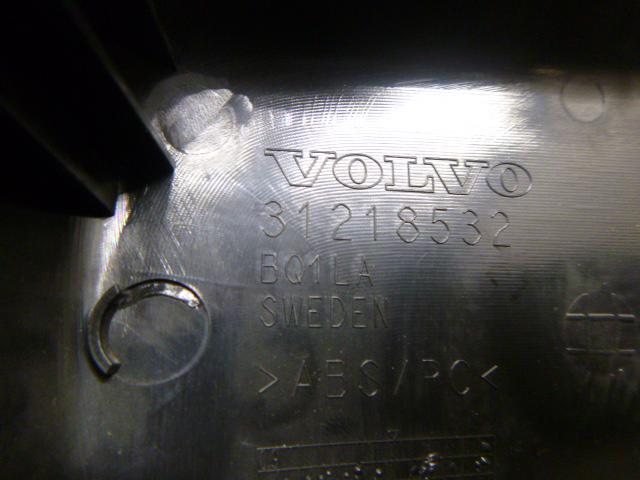 VOLVO
31218532
BQ1LA
SWEDEN
>ABS/PC<